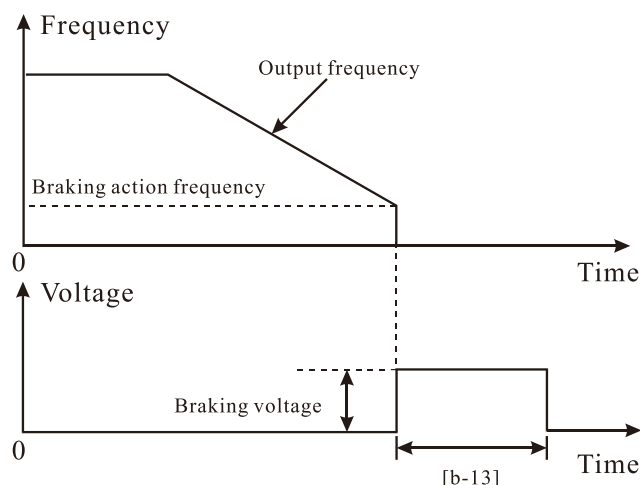 Frequency
Output frequency
Braking action frequency
0
Time
Voltage
Braking voltage
0
Time
[b-13]